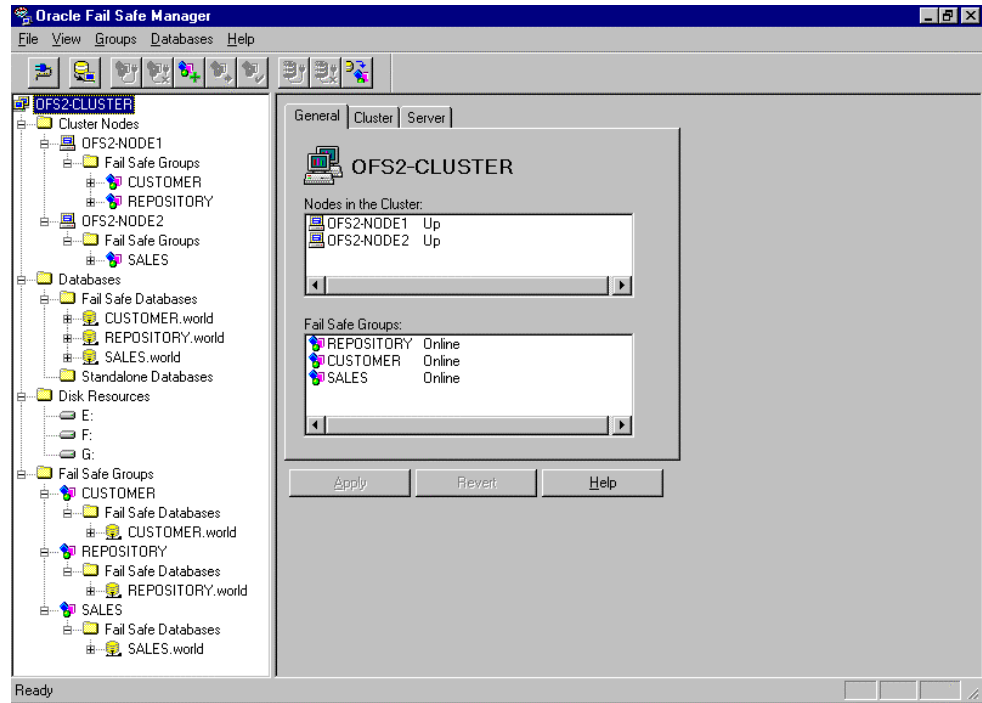 Oracle Fail Safe Manager
File View Groups Databases Help
OFS2-CLUSTER
Cluster Nodes
OFS2-NODE1
Fail Safe Groups
CUSTOMER
REPOSITORY
OFS2-NODE2
Fail Safe Groups
SALES
Databases
Fail Safe Databases
CUSTOMER.world
REPOSITORY.world
SALES.world
Standalone Databases
Disk Resources
E:
F:
G:
Fail Safe Groups
CUSTOMER
Fail Safe Databases
CUSTOMER.world
REPOSITORY
Fail Safe Databases
REPOSITORY.world
SALES
Fail Safe Databases
SALES.world
General Cluster Server
OFS2-CLUSTER
Nodes in the Cluster:
OFS2-NODE1 Up
OFS2-NODE2 Up
Fail Safe Groups:
REPOSITORY Online
CUSTOMER Online
SALES Online
Apply Revert Help
Ready